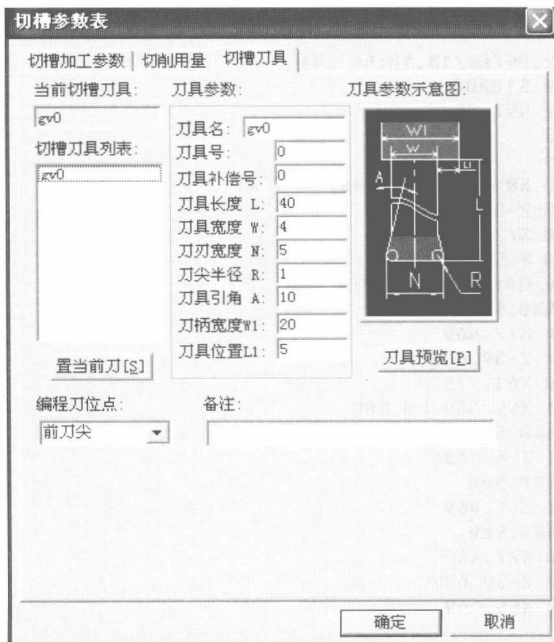 切槽参数表
切槽加工参数 切削用量 切槽刀具
当前切槽刀具:
gv0
切槽刀具列表:
gv0
置当前刀[S]
刀具参数:
刀具名: gv0
刀具号: 0
刀具补偿号: 0
刀具长度 L: 40
刀具宽度 W: 4
刀刃宽度 N: 5
刀尖半径 R: 1
刀具引角 A: 10
刀柄宽度W1: 20
刀具位置L1: 5
刀具参数示意图:
W1
W
L1
A
L
N
R
刀具预览[P]
编程刀位点:
前刀尖
备注:
确定 取消